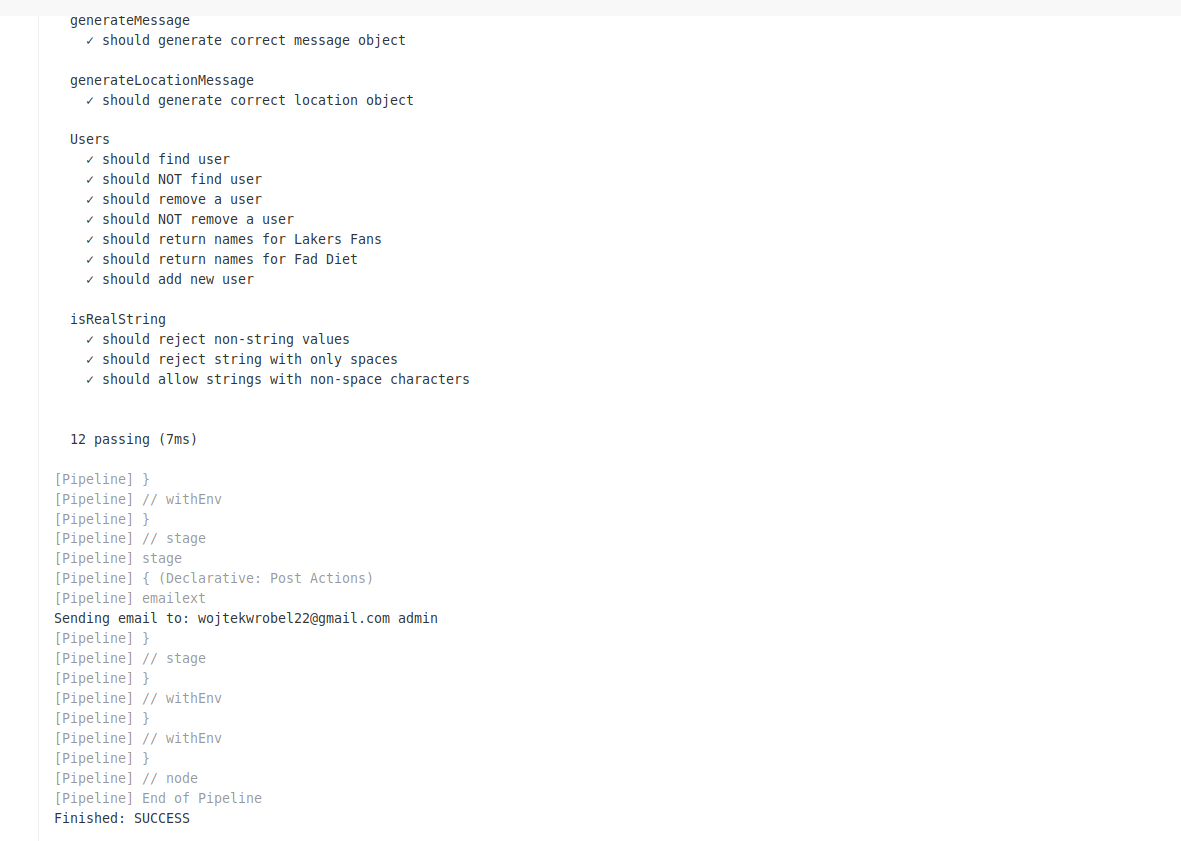 generateMessage
✓ should generate correct message object
generateLocationMessage
✓ should generate correct location object
Users
✓ should find user
✓ should NOT find user
✓ should remove a user
✓ should NOT remove a user
✓ should return names for Lakers Fans
✓ should return names for Fad Diet
✓ should add new user
isRealString
✓ should reject non-string values
✓ should reject string with only spaces
✓ should allow strings with non-space characters
12 passing (7ms)
[Pipeline] }
[Pipeline] // withEnv
[Pipeline] }
[Pipeline] // stage
[Pipeline] stage
[Pipeline] { (Declarative: Post Actions)
[Pipeline] emailext
Sending email to: wojtekwrobel22@gmail.com admin
[Pipeline] }
[Pipeline] // stage
[Pipeline] }
[Pipeline] // withEnv
[Pipeline] }
[Pipeline] // withEnv
[Pipeline] }
[Pipeline] // node
[Pipeline] End of Pipeline
Finished: SUCCESS